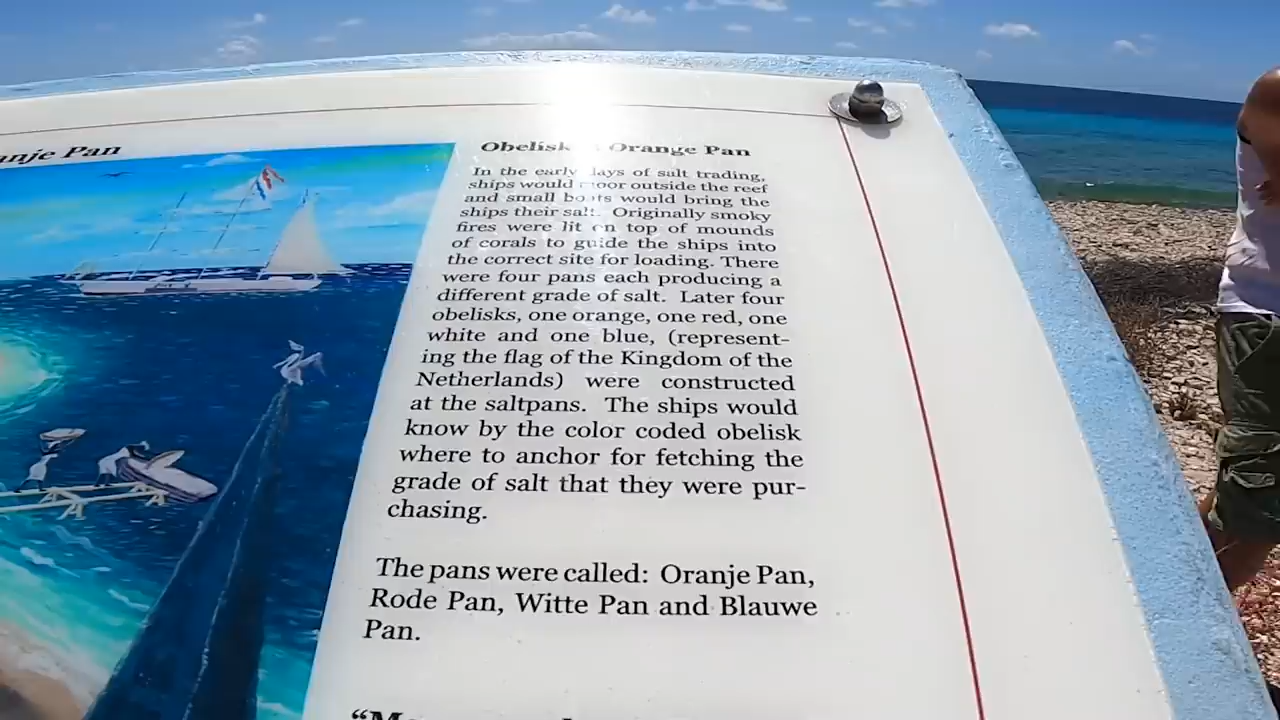 anje Pan
Obelisk Orange Pan
In the early days of salt trading,
ships would moor outside the reef
and small boats would bring the
ships their salt. Originally smoky
fires were lit on top of mounds
of corals to guide the ships into
the correct site for loading. There
were four pans each producing a
different grade of salt. Later four
obelisks, one orange, one red, one
white and one blue, (represent-
ing the flag of the Kingdom of the
Netherlands) were constructed
at the saltpans. The ships would
know by the color coded obelisk
where to anchor for fetching the
grade of salt that they were pur-
chasing.
The pans were called: Oranje Pan,
Rode Pan, Witte Pan and Blauwe
Pan.